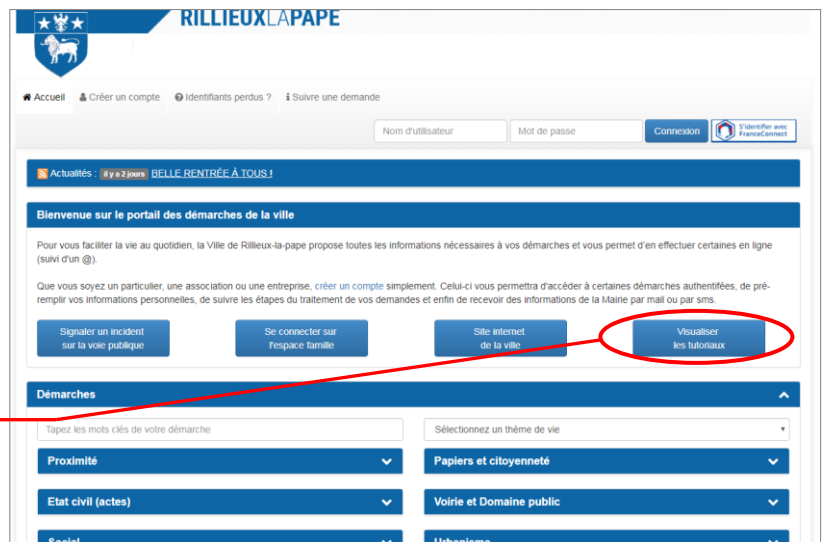 RILLIEUXLAPAPE
Accueil Créer un compte Identifiants perdus ? Suivre une demande
Nom d'utilisateur Mot de passe Connexion S'identifier avec
FranceConnect
Actualités : il y a 2 jours BELLE RENTRÉE À TOUS !
Bienvenue sur le portail des démarches de la ville
Pour vous faciliter la vie au quotidien, la Ville de Rillieux-la-pape propose toutes les informations nécessaires à vos démarches et vous permet d'en effectuer certaines en ligne
(suivi d'un @).
Que vous soyez un particulier, une association ou une entreprise, créer un compte simplement. Celui-ci vous permettra d'accèder à certaines démarches authentifées, de pré-
remplir vos informations personnelles, de suivre les étapes du traitement de vos demandes et enfin de recevoir des informations de la Mairie par mail ou par sms.
Signaler un incident
sur la voie publique
Se connecter sur
l'espace famille
Site internet
de la ville
Visualiser
les tutoriaux
Démarches
Tapez les mots clés de votre démarche Sélectionnez un thème de vie
Proximité Papiers et citoyenneté
Etat civil (actes) Voirie et Domaine public
Social Urbanisme